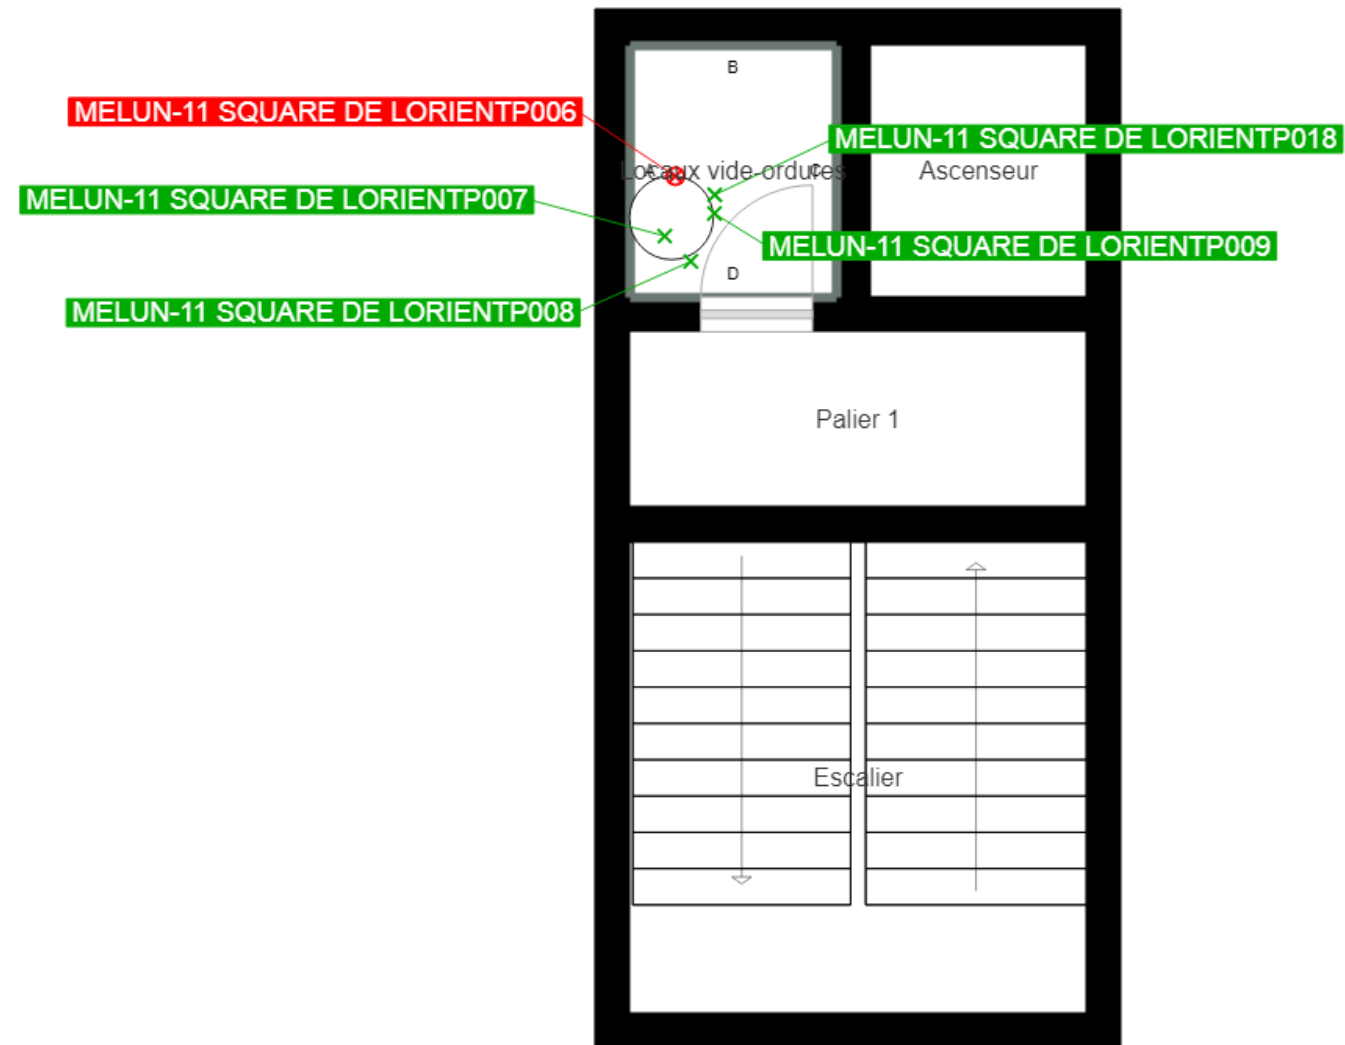 B
MELUN-11 SQUARE DE LORIENTP006
MELUN-11 SQUARE DE LORIENTP018
A
Locaux vide-ordures
C
Ascenseur
MELUN-11 SQUARE DE LORIENTP007
MELUN-11 SQUARE DE LORIENTP009
D
MELUN-11 SQUARE DE LORIENTP008
Palier 1
Escalier